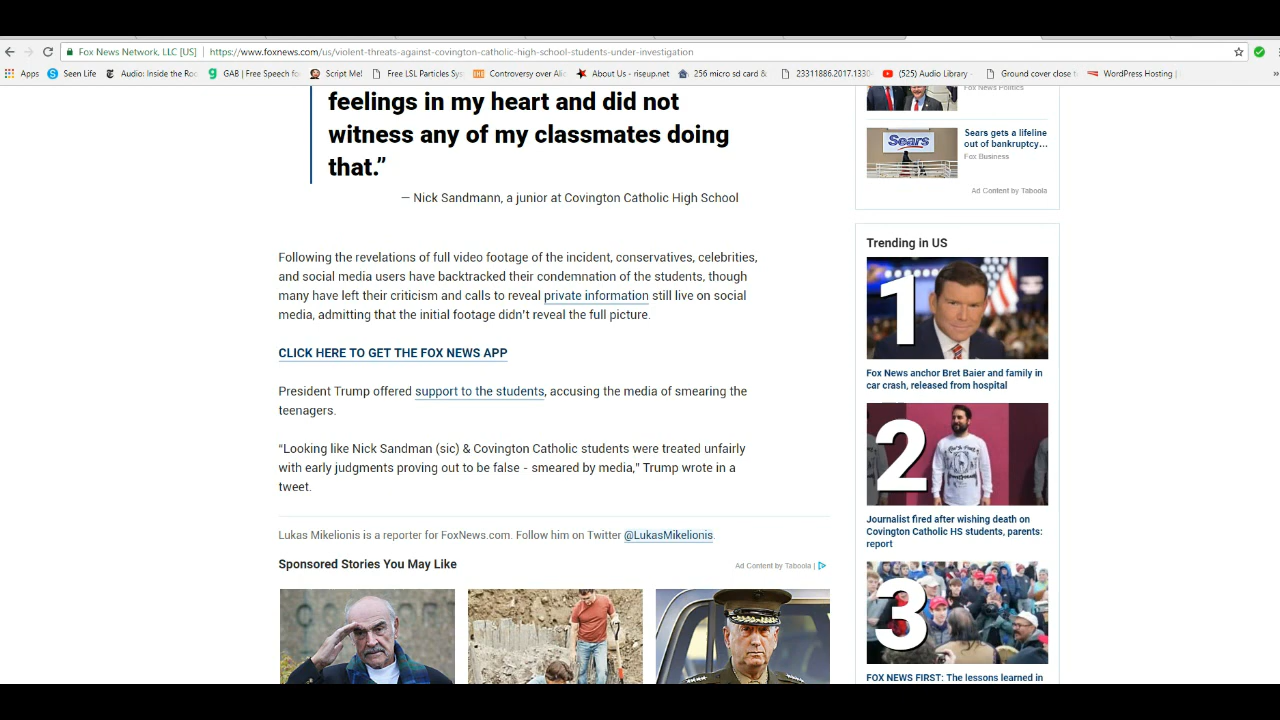 Fox News Network, LLC [US]
https://www.foxnews.com/us/violent-threats-against-covington-catholic-high-school-students-under-investigation
Apps
Seen Life
Audio: Inside the Roc
GAB | Free Speech fo
Script Me!
Free LSL Particles Sy
Controversy over Ali
About Us - riseup.net
256 micro sd card &
23311886.2017.1330
(525) Audio Library -
Ground cover close t
WordPress Hosting |
»
feelings in my heart and did not
witness any of my classmates doing
that.”
— Nick Sandmann, a junior at Covington Catholic High School
Following the revelations of full video footage of the incident, conservatives, celebrities,
and social media users have backtracked their condemnation of the students, though
many have left their criticism and calls to reveal private information still live on social
media, admitting that the initial footage didn’t reveal the full picture.
CLICK HERE TO GET THE FOX NEWS APP
President Trump offered support to the students, accusing the media of smearing the
teenagers.
“Looking like Nick Sandman (sic) & Covington Catholic students were treated unfairly
with early judgments proving out to be false - smeared by media,” Trump wrote in a
tweet.
Lukas Mikelionis is a reporter for FoxNews.com. Follow him on Twitter @LukasMikelionis.
Sponsored Stories You May Like
Ad Content by Taboola |
Fox News Politics
Sears
Sears gets a lifeline
out of bankruptcy...
Fox Business
Ad Content by Taboola
Trending in US
1
Fox News anchor Bret Baier and family in
car crash, released from hospital
2
Journalist fired after wishing death on
Covington Catholic HS students, parents:
report
3
FOX NEWS FIRST: The lessons learned in